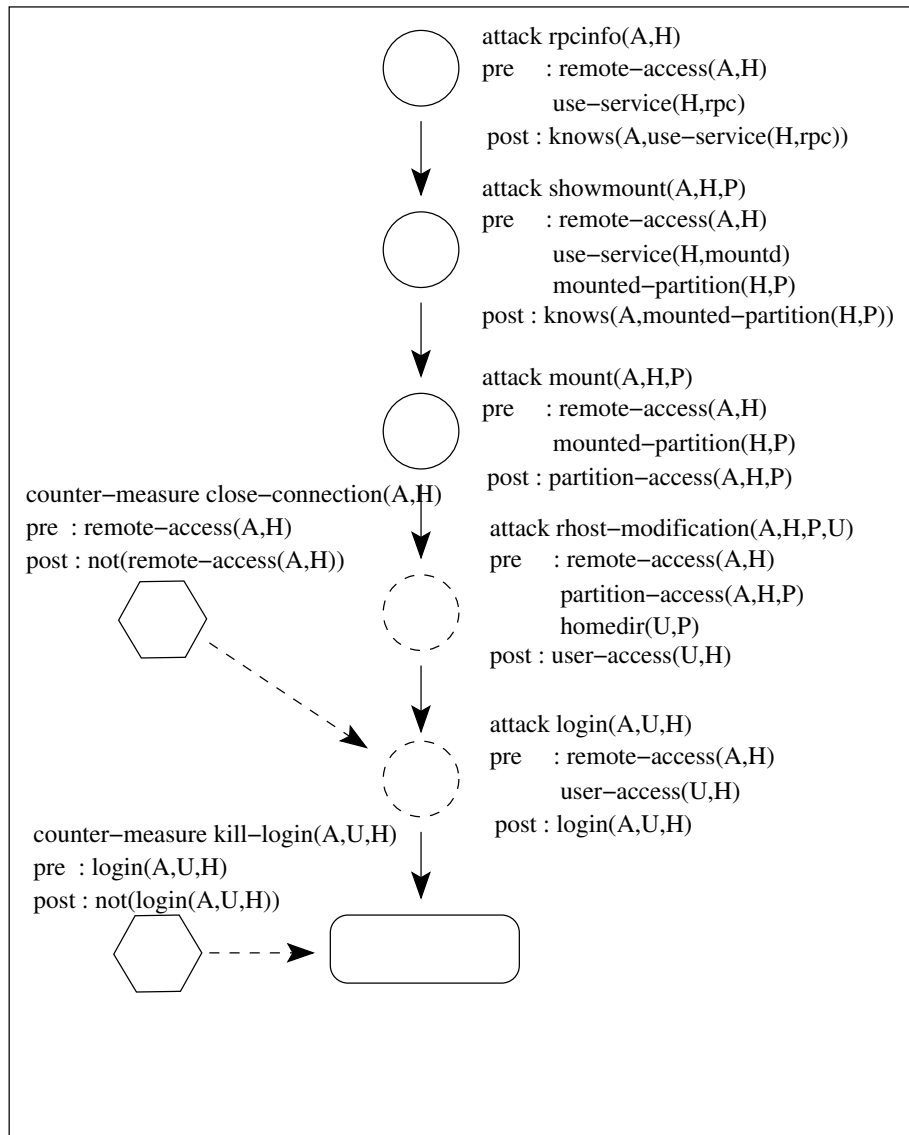 attack rpcinfo(A,H)
pre : remote−access(A,H)
use−service(H,rpc)
post : knows(A,use−service(H,rpc))
attack showmount(A,H,P)
pre : remote−access(A,H)
use−service(H,mountd)
mounted−partition(H,P)
post : knows(A,mounted−partition(H,P))
attack mount(A,H,P)
pre : remote−access(A,H)
mounted−partition(H,P)
post : partition−access(A,H,P)
counter−measure close−connection(A,H)
pre : remote−access(A,H)
post : not(remote−access(A,H))
attack rhost−modification(A,H,P,U)
pre : remote−access(A,H)
partition−access(A,H,P)
homedir(U,P)
post : user−access(U,H)
attack login(A,U,H)
pre : remote−access(A,H)
user−access(U,H)
post : login(A,U,H)
counter−measure kill−login(A,U,H)
pre : login(A,U,H)
post : not(login(A,U,H))